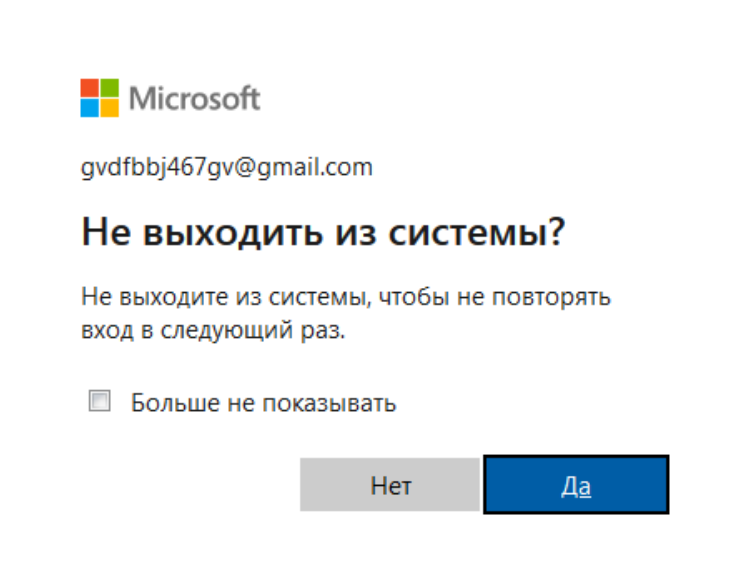 Microsoft
gvdfbbj467gv@gmail.com
Не выходить из системы?
Не выходите из системы, чтобы не повторять
вход в следующий раз.
Больше не показывать
Нет
Да